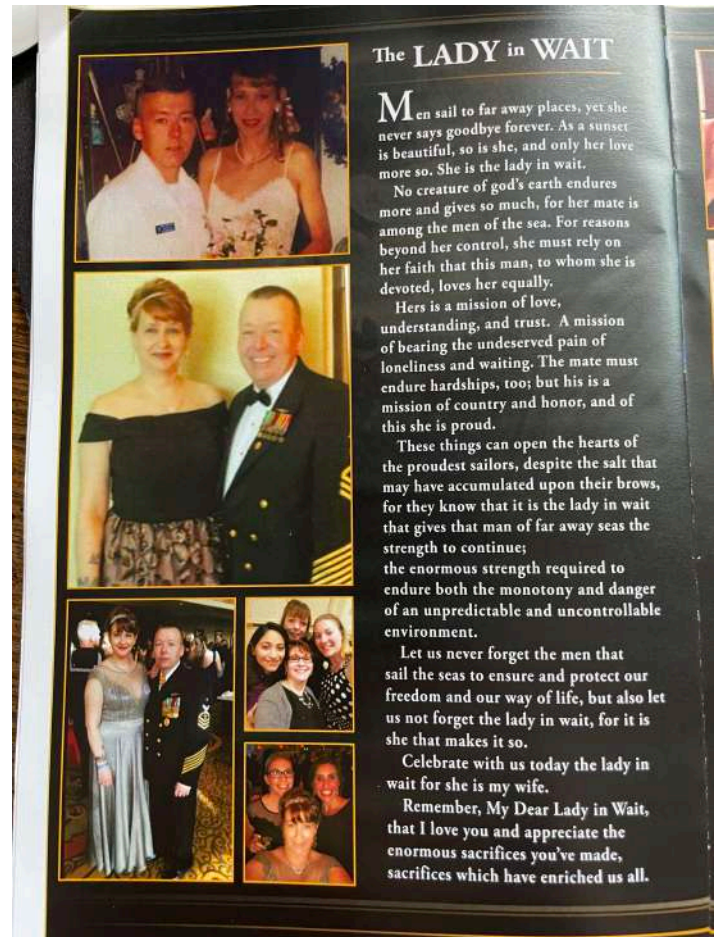 The LADY in WAIT
Men sail to far away places, yet she
never says goodbye forever. As a sunset
is beautiful, so is she, and only her love
more so. She is the lady in wait.
No creature of god's earth endures
more and gives so much, for her mate is
among the men of the sea. For reasons
beyond her control, she must rely on
her faith that this man, to whom she is
devoted, loves her equally.
Hers is a mission of love,
understanding, and trust. A mission
of bearing the undeserved pain of
loneliness and waiting. The mate must
endure hardships, too; but his is a
mission of country and honor, and of
this she is proud.
These things can open the hearts of
the proudest sailors, despite the salt that
may have accumulated upon their brows,
for they know that it is the lady in wait
that gives that man of far away seas the
strength to continue;
the enormous strength required to
endure both the monotony and danger
of an unpredictable and uncontrollable
environment.
Let us never forget the men that
sail the seas to ensure and protect our
freedom and our way of life, but also let
us not forget the lady in wait, for it is
she that makes it so.
Celebrate with us today the lady in
wait for she is my wife.
Remember, My Dear Lady in Wait,
that I love you and appreciate the
enormous sacrifices you've made,
sacrifices which have enriched us all.